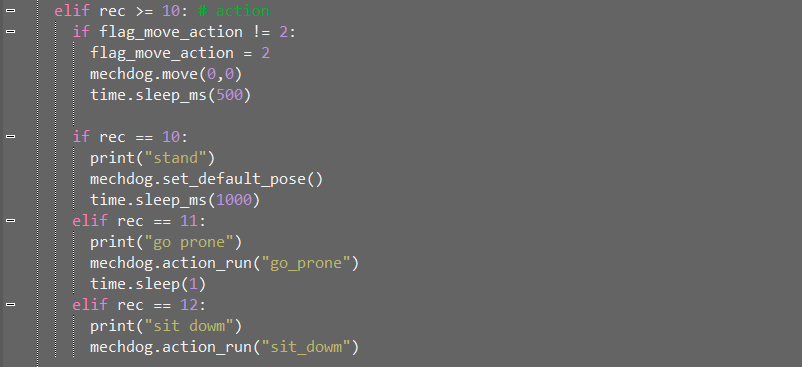 elif rec >= 10: # action
if flag_move_action != 2:
flag_move_action = 2
mechdog.move(0,0)
time.sleep_ms(500)
if rec == 10:
print("stand")
mechdog.set_default_pose()
time.sleep_ms(1000)
elif rec == 11:
print("go prone")
mechdog.action_run("go_prone")
time.sleep(1)
elif rec == 12:
print("sit dowm")
mechdog.action_run("sit_dowm")